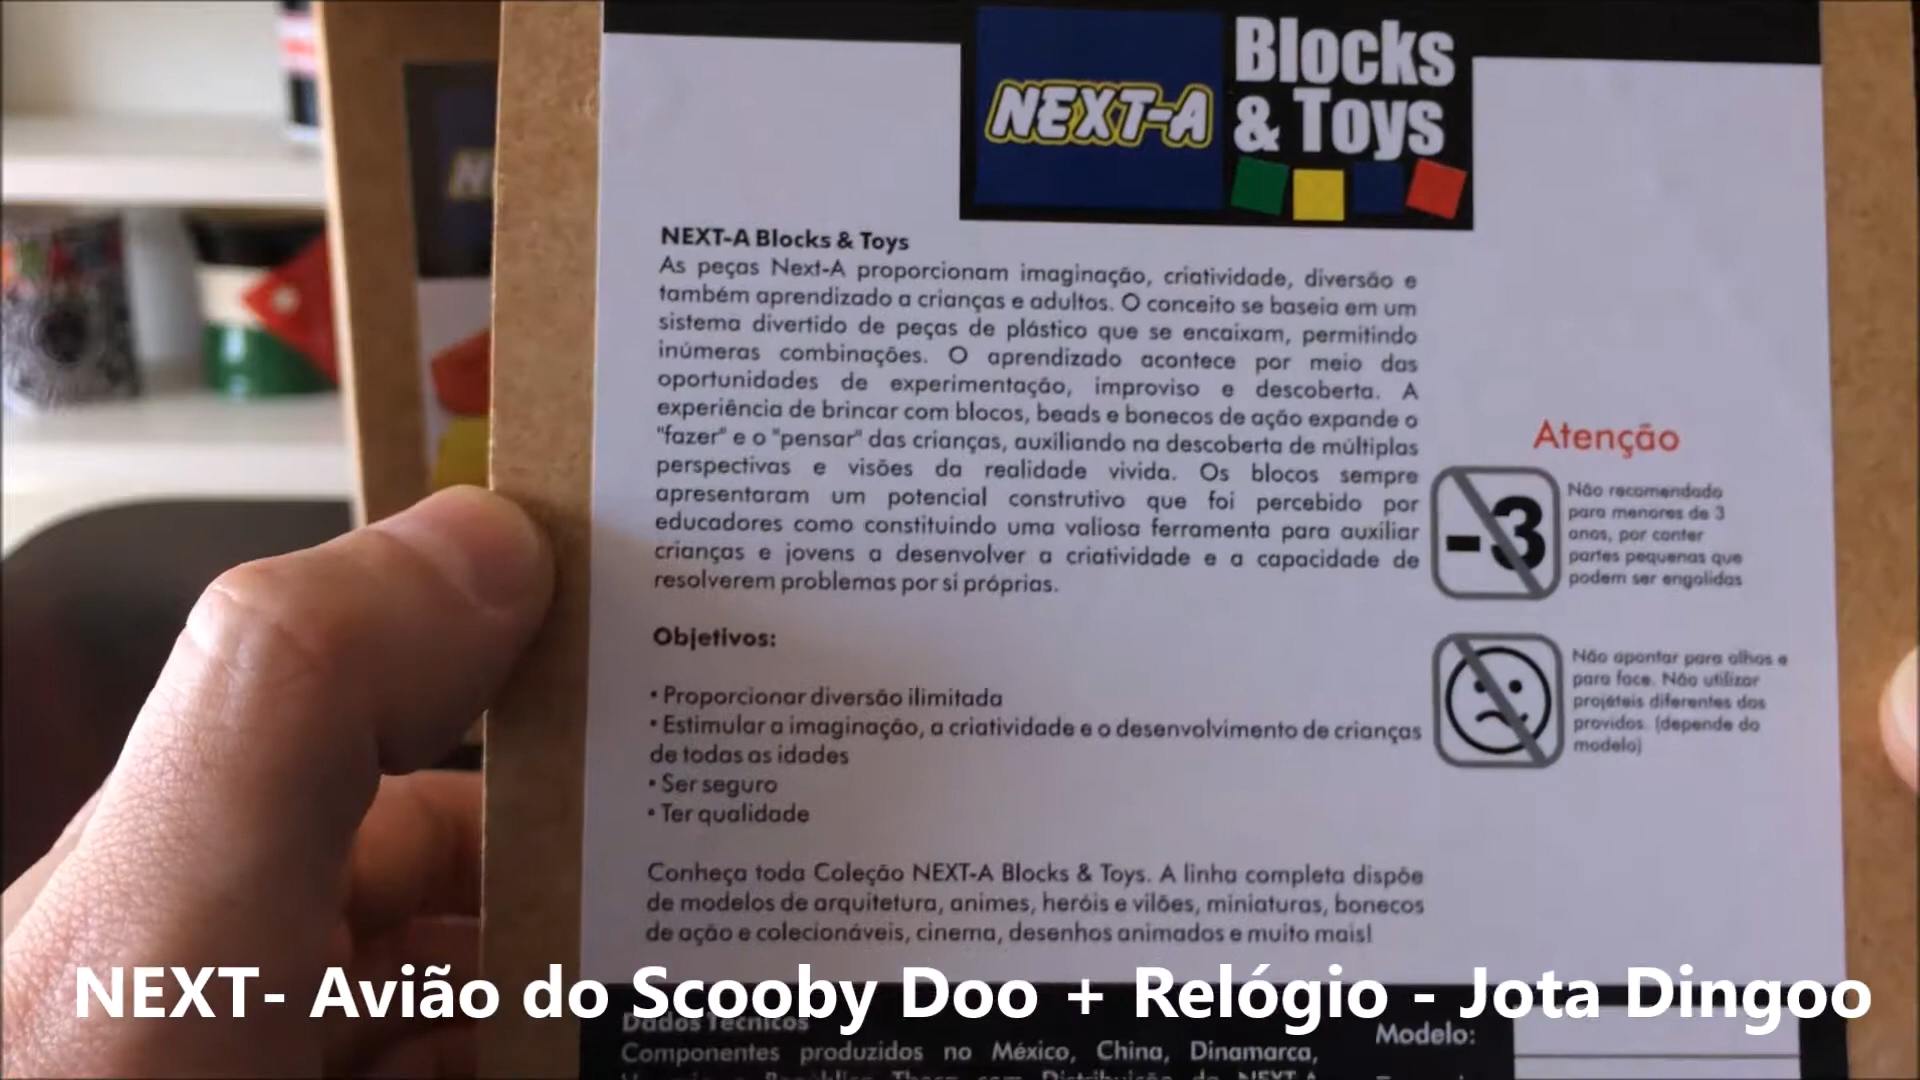 NEXT-A
Blocks
& Toys
NEXT-A Blocks & Toys
As peças Next-A proporcionam imaginação, criatividade, diversão e
também aprendizado a crianças e adultos. O conceito se baseia em um
sistema divertido de peças de plástico que se encaixam, permitindo
inúmeras combinações. O aprendizado acontece por meio das
oportunidades de experimentação, improviso e descoberta. A
experiência de brincar com blocos, beads e bonecos de ação expande o
"fazer" e o "pensar" das crianças, auxiliando na descoberta de múltiplas
perspectivas e visões da realidade vivida. Os blocos sempre
apresentaram um potencial construtivo que foi percebido por
educadores como constituindo uma valiosa ferramenta para auxiliar
crianças e jovens a desenvolver a criatividade e a capacidade de
resolverem problemas por si próprias.
Objetivos:
• Proporcionar diversão ilimitada
• Estimular a imaginação, a criatividade e o desenvolvimento de crianças
de todas as idades
• Ser seguro
• Ter qualidade
Conheça toda Coleção NEXT-A Blocks & Toys. A linha completa dispõe
de modelos de arquitetura, animes, heróis e vilões, miniaturas, bonecos
de ação e colecionáveis, cinema, desenhos animados e muito mais!
Atenção
-3
Não recomendado
para menores de 3
anos, por conter
partes pequenas que
podem ser engolidas
Não apontar para olhos e
para face. Não utilizar
projéteis diferentes dos
providos. (depende do
modelo)
NEXT- Avião do Scooby Doo + Relógio - Jota Dingoo
Dados Técnicos
Componentes produzidos no México, China, Dinamarca,
Modelo: